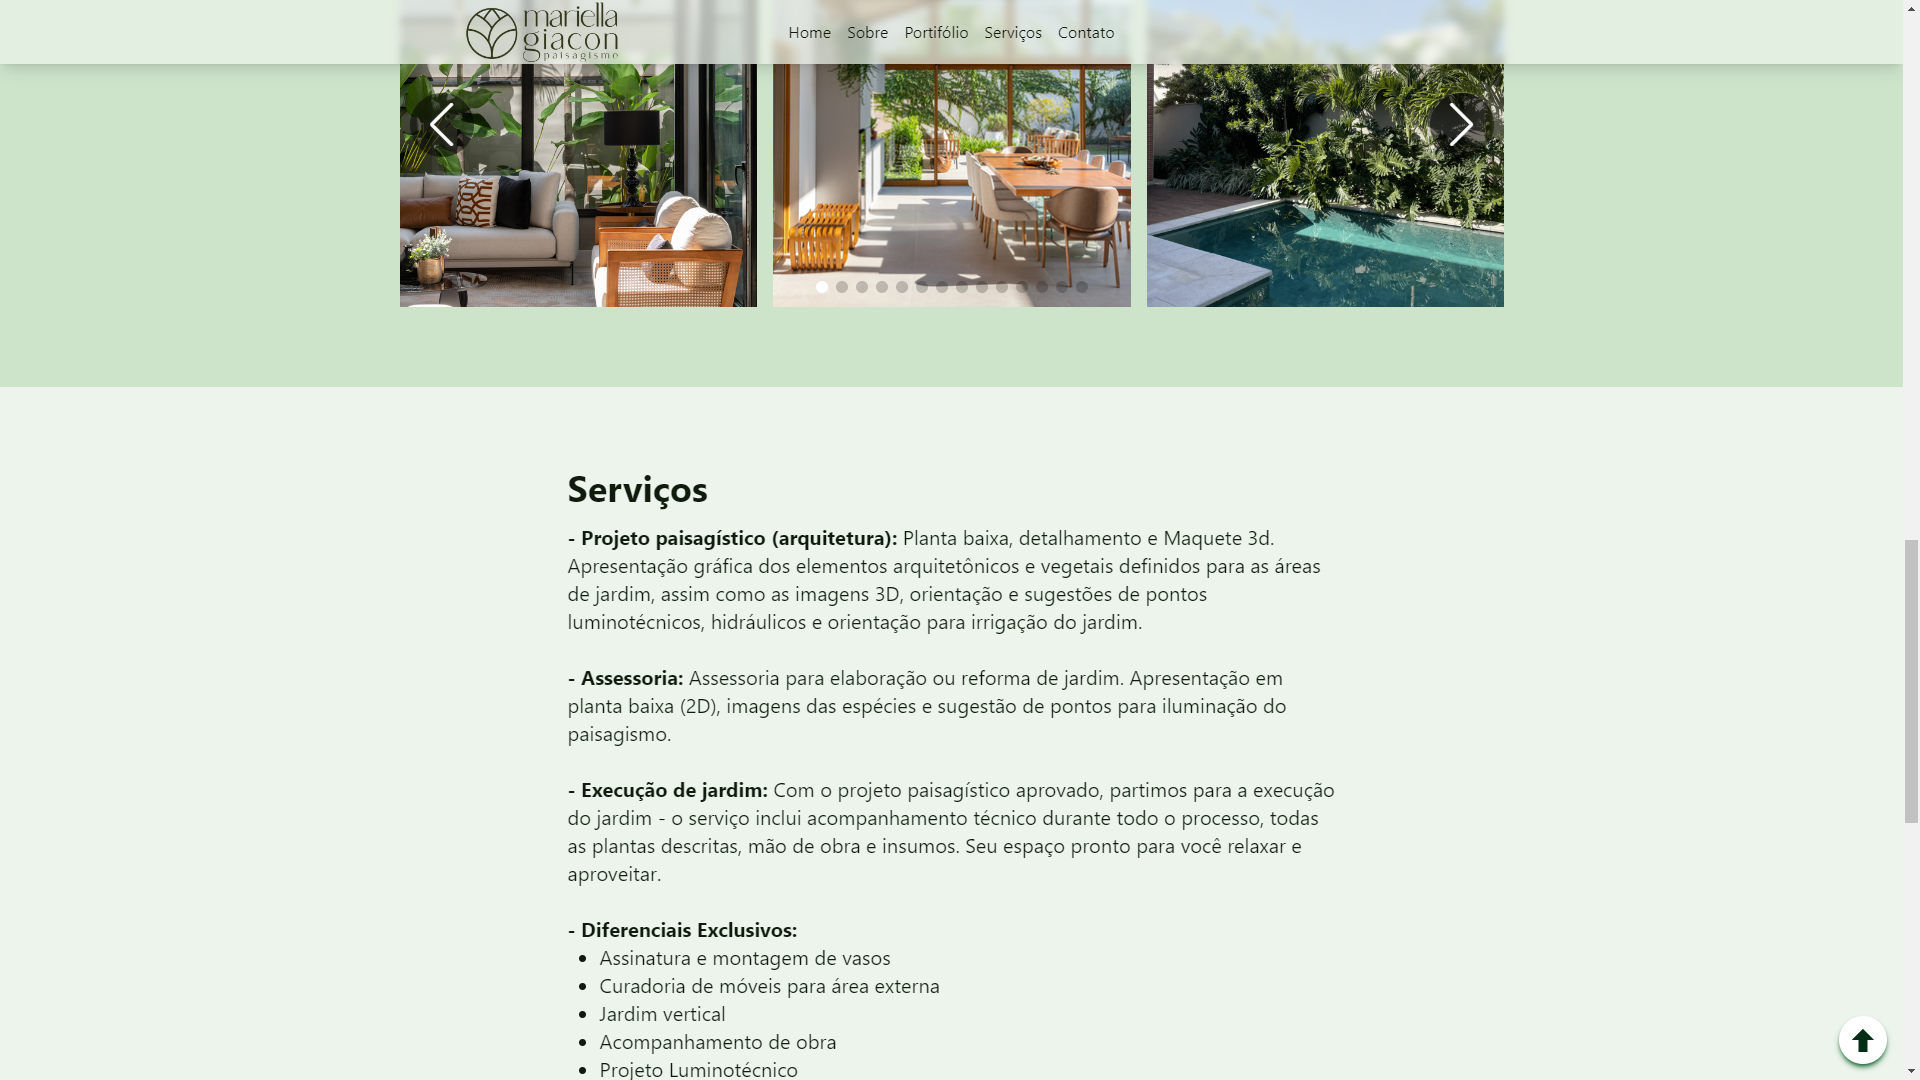 mariella
giacon
paisagismo
Home Sobre Portifólio Serviços Contato
Serviços
- Projeto paisagístico (arquitetura): Planta baixa, detalhamento e Maquete 3d.
Apresentação gráfica dos elementos arquitetônicos e vegetais definidos para as áreas
de jardim, assim como as imagens 3D, orientação e sugestões de pontos
luminotécnicos, hidráulicos e orientação para irrigação do jardim.
- Assessoria: Assessoria para elaboração ou reforma de jardim. Apresentação em
planta baixa (2D), imagens das espécies e sugestão de pontos para iluminação do
paisagismo.
- Execução de jardim: Com o projeto paisagístico aprovado, partimos para a execução
do jardim - o serviço inclui acompanhamento técnico durante todo o processo, todas
as plantas descritas, mão de obra e insumos. Seu espaço pronto para você relaxar e
aproveitar.
- Diferenciais Exclusivos:
• Assinatura e montagem de vasos
• Curadoria de móveis para área externa
• Jardim vertical
• Acompanhamento de obra
• Projeto Luminotécnico